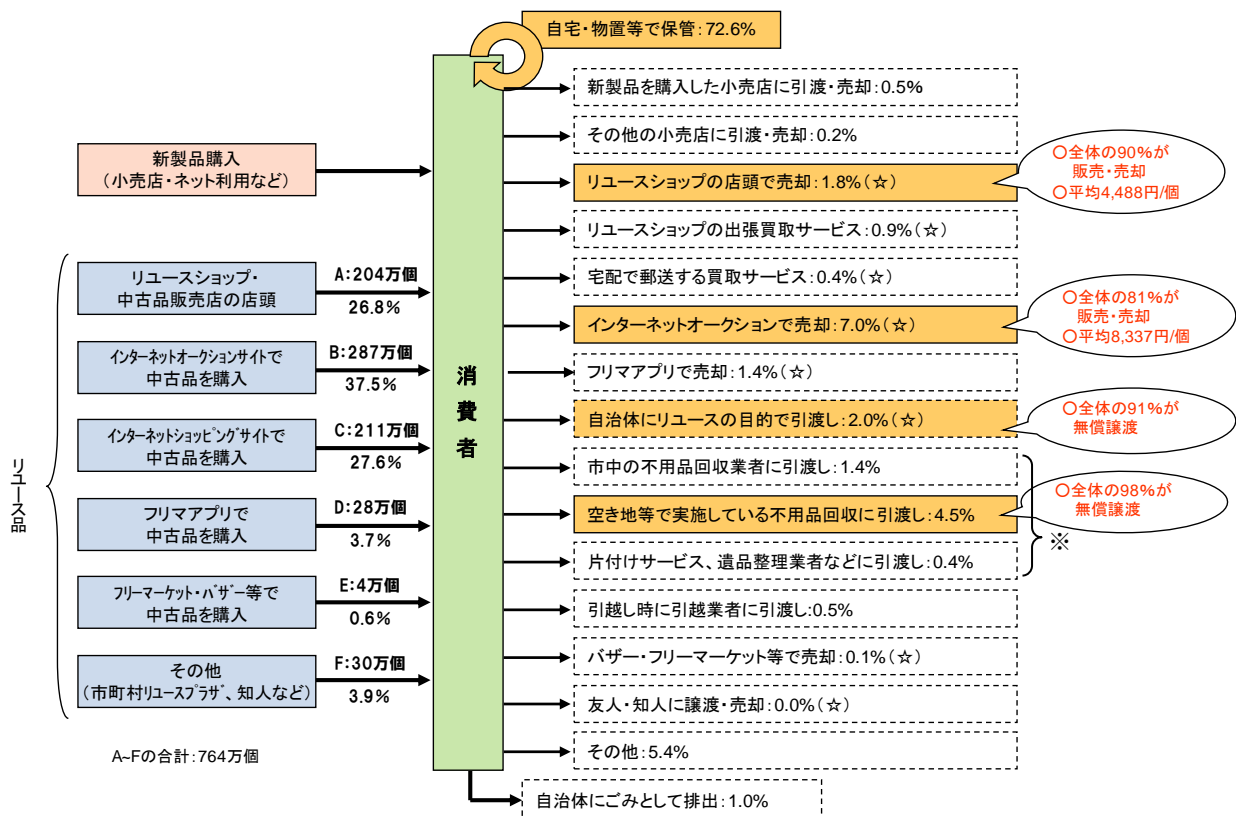 自宅・物置等で保管：72.6%
新製品購入
（小売店・ネット利用など）
リユース品
リユースショップ・
中古品販売店の店頭
A：204万個
26.8%
インターネットオークションサイトで
中古品を購入
B：287万個
37.5%
インターネットショッピングサイトで
中古品を購入
C：211万個
27.6%
フリマアプリで
中古品を購入
D：28万個
3.7%
フリーマーケット・バザー等で
中古品を購入
E：4万個
0.6%
その他
（市町村リユースプラザ、知人など）
F：30万個
3.9%
A~Fの合計：764万個
消費者
新製品を購入した小売店に引渡・売却：0.5%
その他の小売店に引渡・売却：0.2%
リユースショップの店頭で売却：1.8%（☆）
○全体の90%が
販売・売却
○平均4,488円/個
リユースショップの出張買取サービス：0.9%（☆）
宅配で郵送する買取サービス：0.4%（☆）
インターネットオークションで売却：7.0%（☆）
○全体の81%が
販売・売却
○平均8,337円/個
フリマアプリで売却：1.4%（☆）
自治体にリユースの目的で引渡し：2.0%（☆）
○全体の91%が
無償譲渡
市中の不用品回収業者に引渡し：1.4%
空き地等で実施している不用品回収に引渡し：4.5%
○全体の98%が
無償譲渡
片付けサービス、遺品整理業者などに引渡し：0.4%
※
引越し時に引越業者に引渡し:0.5%
バザー・フリーマーケット等で売却：0.1%（☆）
友人・知人に譲渡・売却：0.0%（☆）
その他：5.4%
自治体にごみとして排出：1.0%